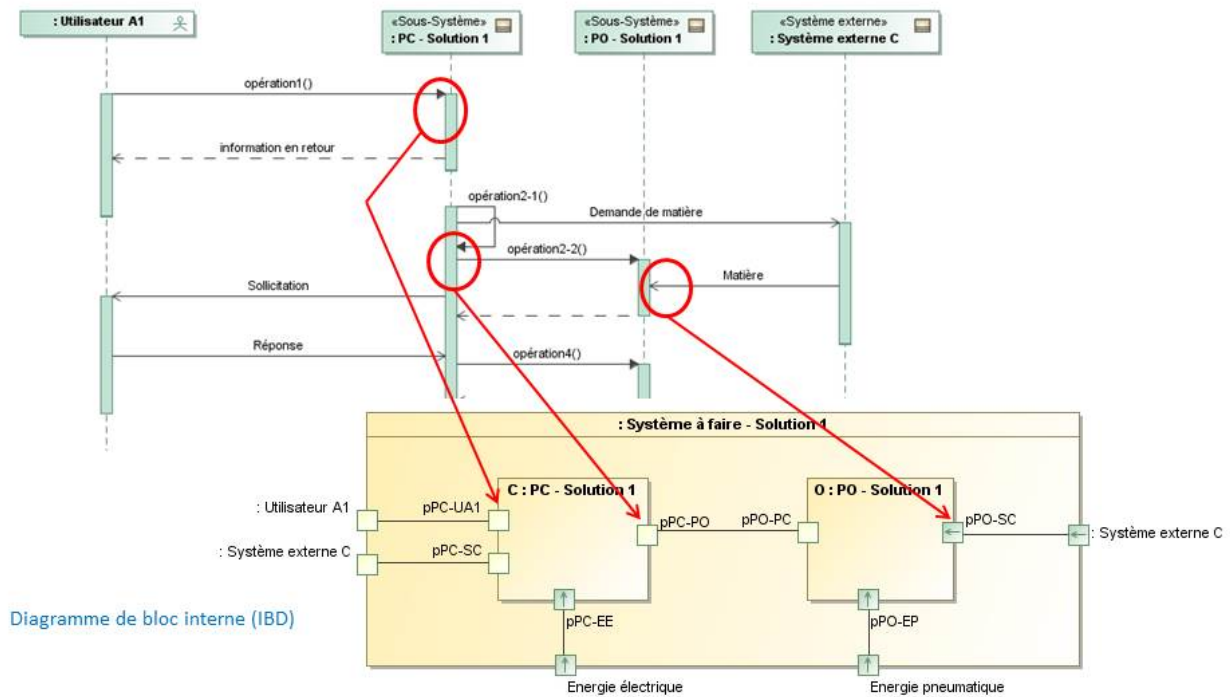 : Utilisateur A1
«Sous-Système»
: PC - Solution 1
«Sous-Système»
: PO - Solution 1
«Système externe»
: Système externe C
opération1()
information en retour
opération2-1()
Demande de matière
opération2-2()
Matière
Sollicitation
Réponse
opération4()
: Système à faire - Solution 1
C : PC - Solution 1
O : PO - Solution 1
: Utilisateur A1
pPC-UA1
pPC-PO
pPO-PC
pPO-SC
: Système externe C
: Système externe C
pPC-SC
Diagramme de bloc interne (IBD)
pPC-EE
pPO-EP
Energie électrique
Energie pneumatique